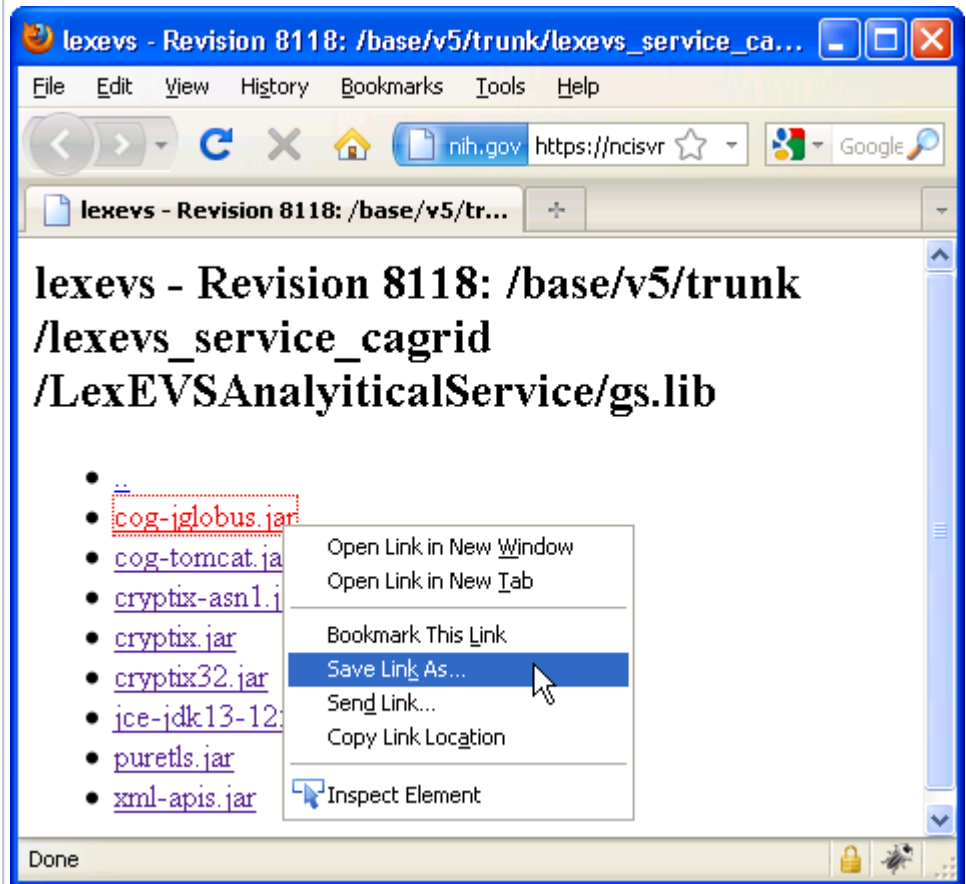 lexevs - Revision 8118: /base/v5/trunk/lexevs_service_ca...
File Edit View History Bookmarks Tools Help
nih.gov https://ncisvr Google
lexevs - Revision 8118: /base/v5/tr...
lexevs - Revision 8118: /base/v5/trunk
/lexevs_service_cagrid
/LexEVSAnalyiticalService/gs.lib
..
cog-jglobus.jar
cog-tomcat.ja
cryptix-asn1.j
cryptix.jar
cryptix32.jar
jce-jdk13-12
puretls.jar
xml-apis.jar
Open Link in New Window
Open Link in New Tab
Bookmark This Link
Save Link As...
Send Link...
Copy Link Location
Inspect Element
Done